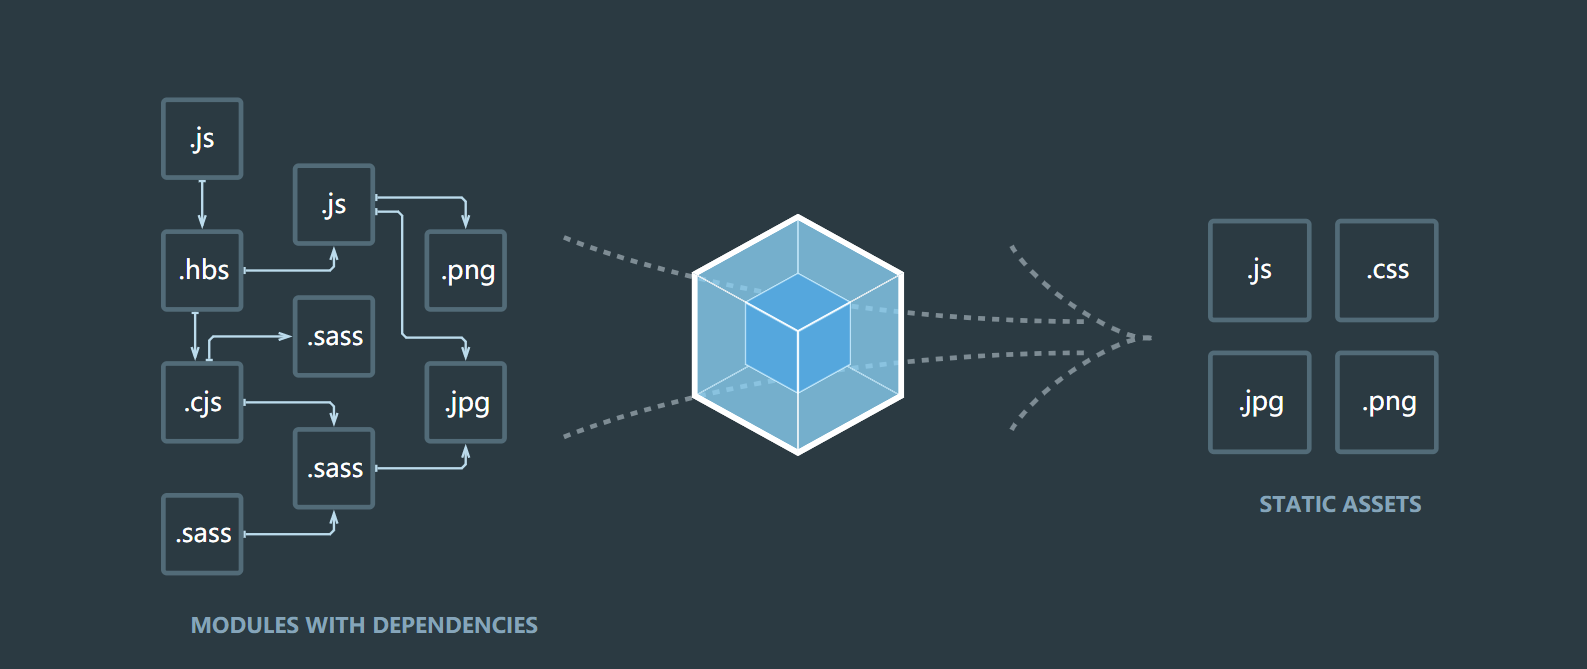 .js
.js
.hbs
.png
.sass
.cjs
.jpg
.sass
.sass
MODULES WITH DEPENDENCIES
.js
.css
.jpg
.png
STATIC ASSETS